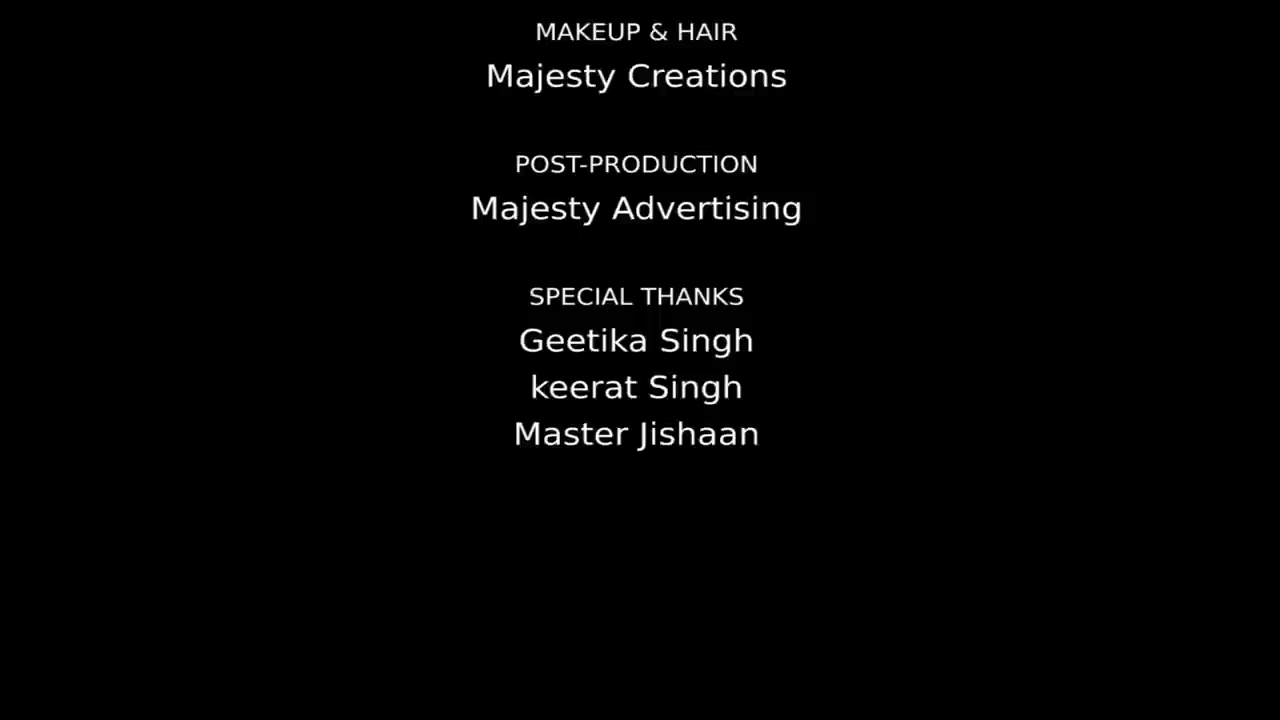 MAKEUP & HAIR
Majesty Creations
POST-PRODUCTION
Majesty Advertising
SPECIAL THANKS
Geetika Singh
keerat Singh
Master Jishaan